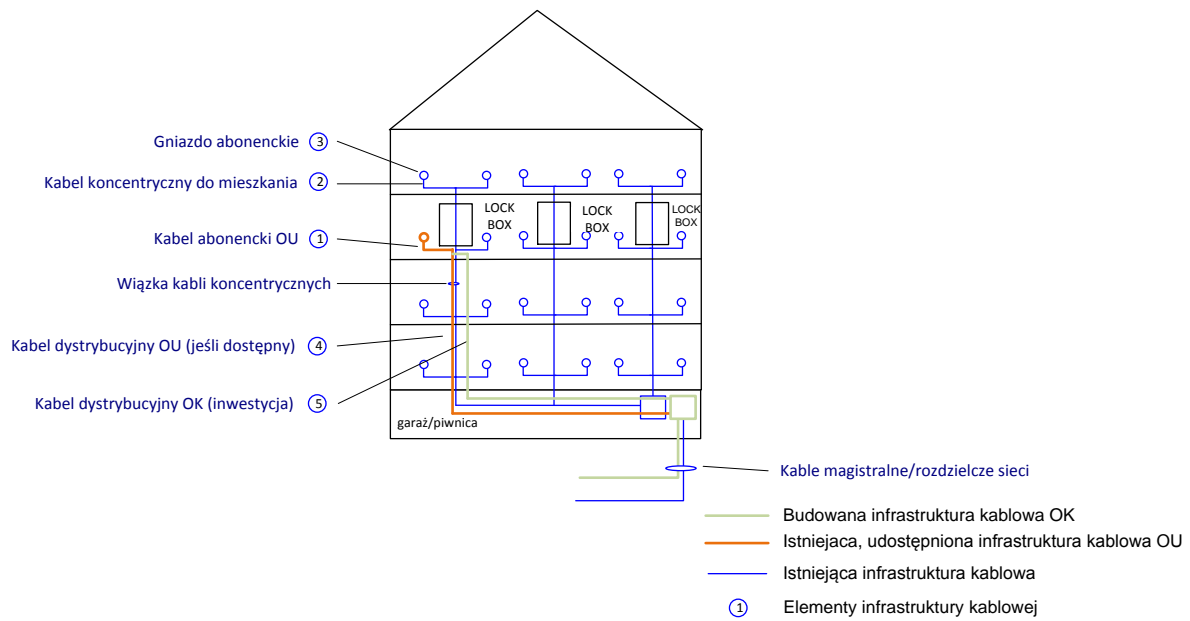 Gniazdo abonenckie 3
Kabel koncentryczny do mieszkania 2
LOCK
BOX
LOCK
BOX
LOCK
BOX
Kabel abonencki OU 1
Wiązka kabli koncentrycznych
Kabel dystrybucyjny OU (jeśli dostępny) 4
Kabel dystrybucyjny OK (inwestycja) 5
garaż/piwnica
Kable magistralne/rozdzielcze sieci
Budowana infrastruktura kablowa OK
Istniejaca, udostępniona infrastruktura kablowa OU
Istniejąca infrastruktura kablowa
1 Elementy infrastruktury kablowej